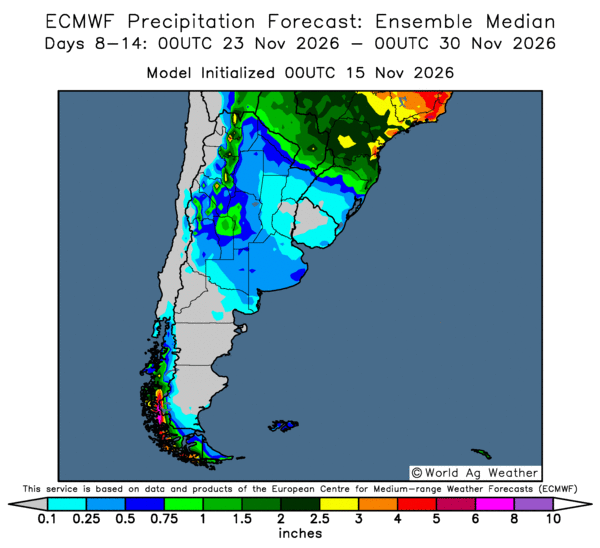 ECMWF Precipitation Forecast: Ensemble Median
Days 8-14: 00UTC 23 Nov 2026 - 00UTC 30 Nov 2026
Model Initialized 00UTC 15 Nov 2026
© World Ag Weather
This service is based on data and products of the European Centre for Medium-range Weather Forecasts (ECMWF)
0.1 0.25 0.5 0.75 1 1.5 2 2.5 3 4 5 6 8 10
inches